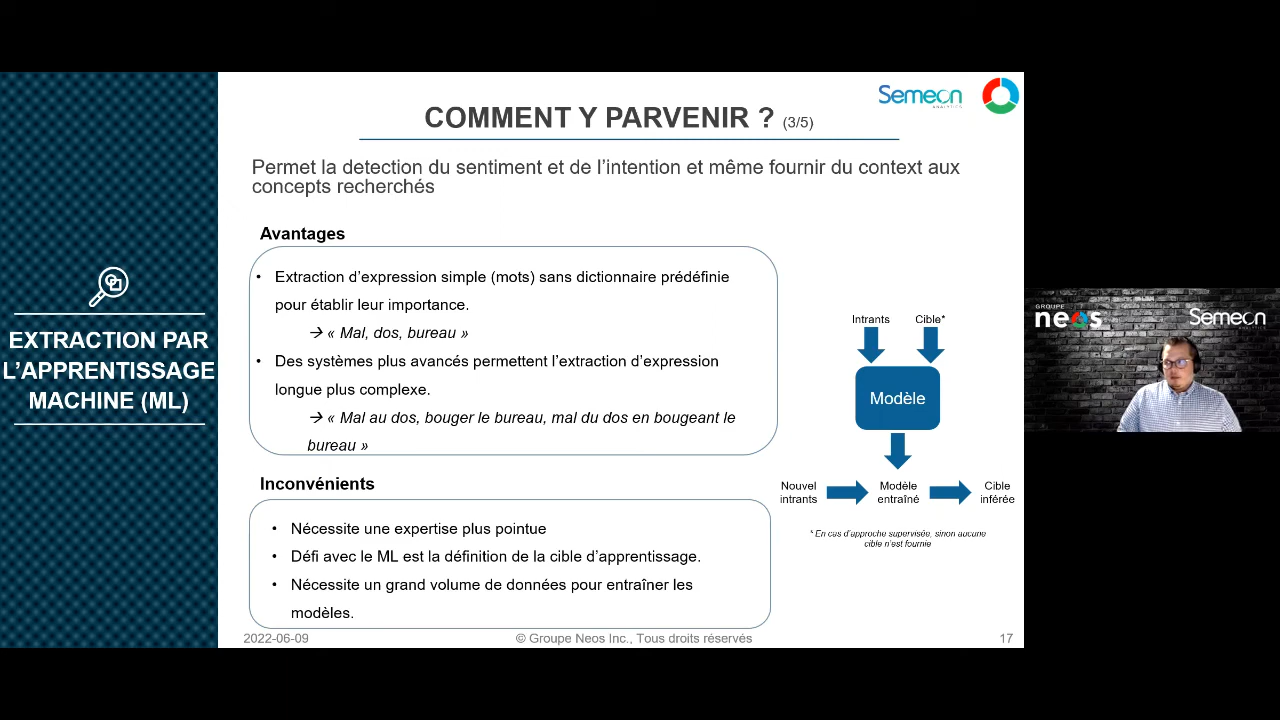 Semeon
ANALYTICS
COMMENT Y PARVENIR ? (3/5)
Permet la detection du sentiment et de l'intention et même fournir du context aux
concepts recherchés
EXTRACTION PAR
L'APPRENTISSAGE
MACHINE (ML)
Avantages
• Extraction d'expression simple (mots) sans dictionnaire prédéfinie
pour établir leur importance.
→ « Mal, dos, bureau »
• Des systèmes plus avancés permettent l'extraction d'expression
longue plus complexe.
→ « Mal au dos, bouger le bureau, mal du dos en bougeant le
bureau »
Inconvénients
• Nécessite une expertise plus pointue
• Défi avec le ML est la définition de la cible d'apprentissage.
• Nécessite un grand volume de données pour entraîner les
modèles.
Intrants Cible*
Modèle
Nouvel
intrants
Modèle
entraîné
Cible
inférée
* En cas d'approche supervisée, sinon aucune
cible n'est fournie
2022-06-09 © Groupe Neos Inc., Tous droits réservés 17
GROUPE
neos
Semeon
ANALYTICS